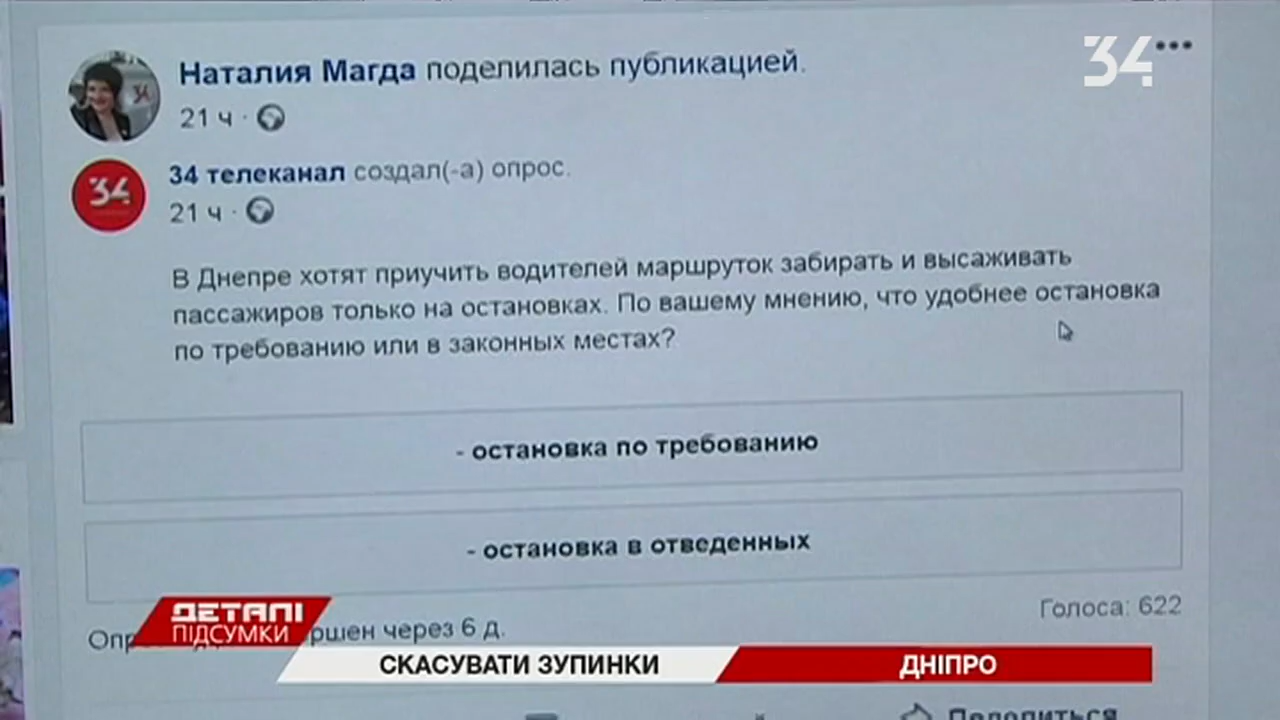 34
Наталия Магда поделилась публикацией.
21 ч ·
34 телеканал создал(-а) опрос.
34
21 ч ·
В Днепре хотят приучить водителей маршруток забирать и высаживать
пассажиров только на остановках. По вашему мнению, что удобнее остановка
по требованию или в законных местах?
- остановка по требованию
- остановка в отведенных
Голоса: 622
через 6 д.
ДЕТАЛІ
ПІДСУМКИ
СКАСУВАТИ ЗУПИНКИ
ДНІПРО
Поделиться